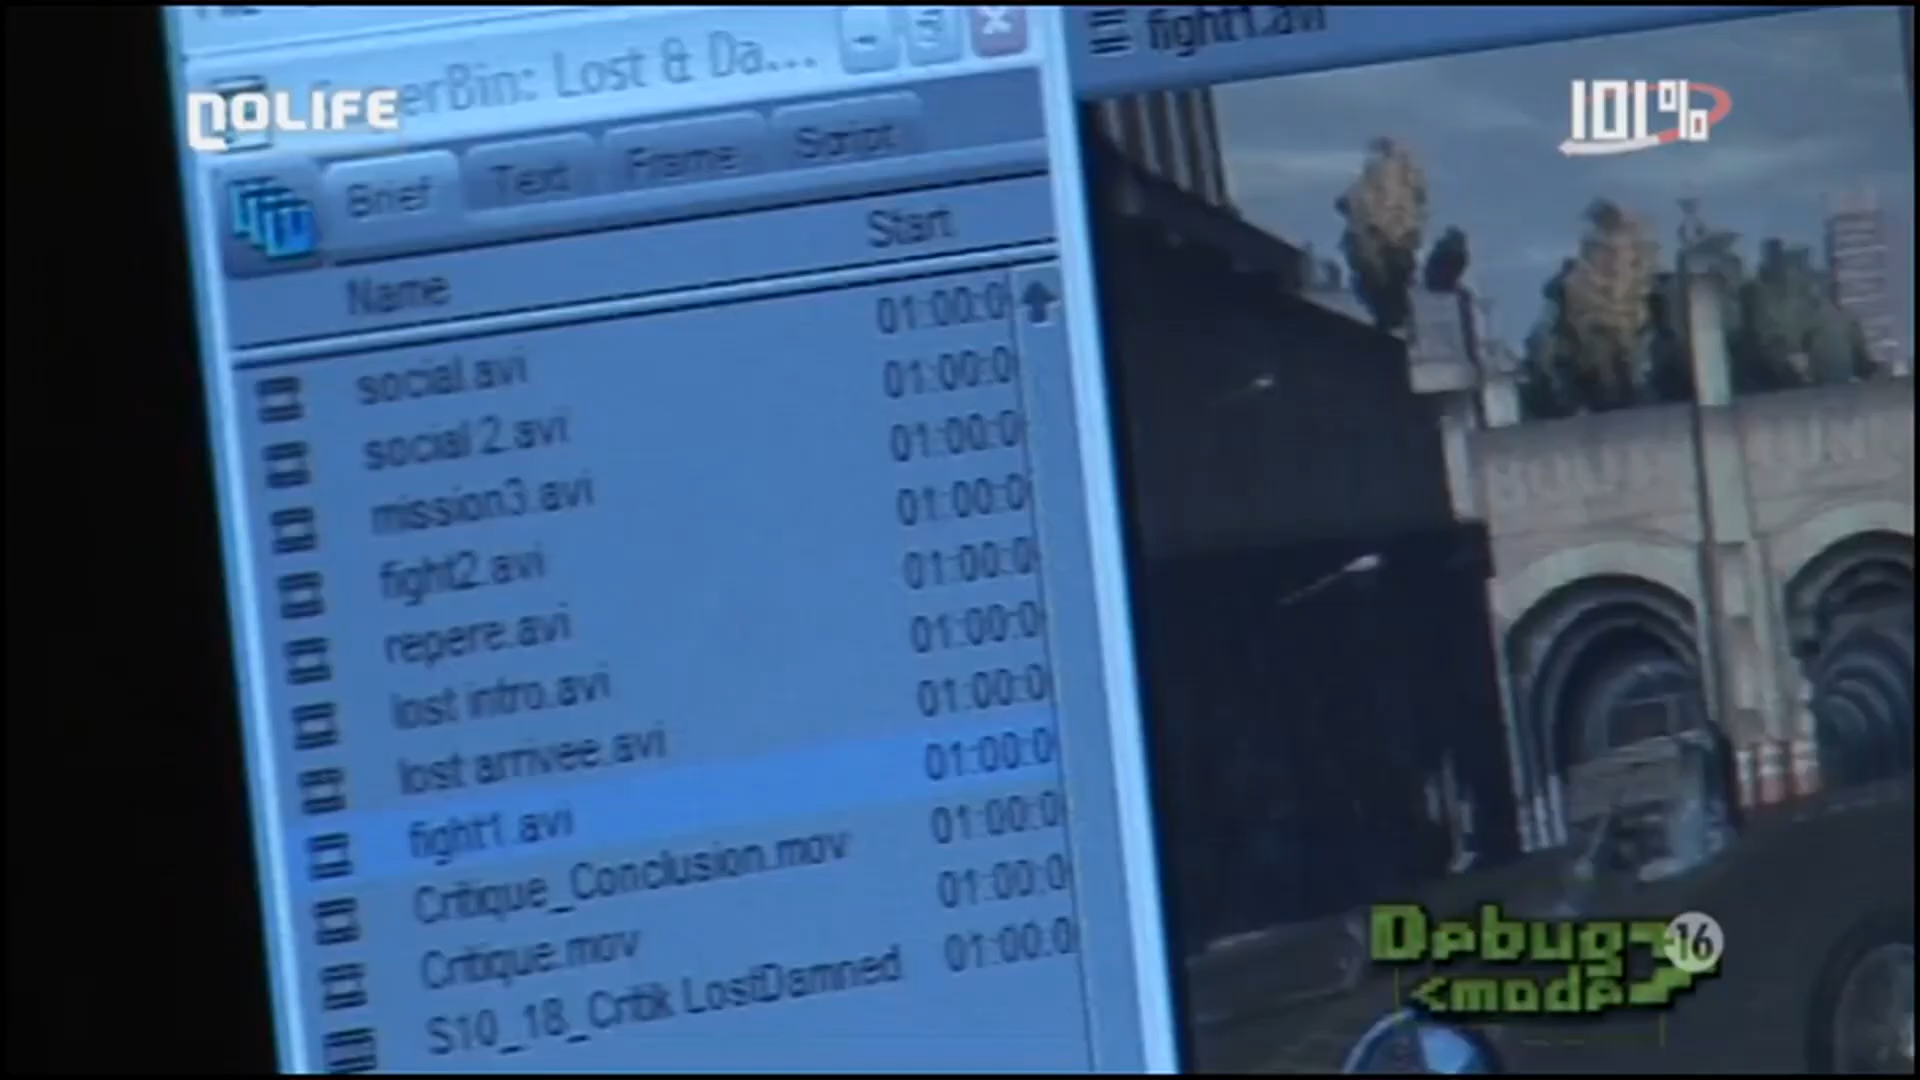 SuperBin: Lost & Da...
fight1.avi
NOLIFE
101%
Brief Text Frame Script
Name Start
01:00:0
social.avi 01:00:0
social 2.avi 01:00:0
mission3.avi 01:00:0
fight2.avi 01:00:0
repere.avi 01:00:0
lost intro.avi 01:00:0
lost arrivee.avi 01:00:0
fight1.avi 01:00:0
Critique_Conclusion.mov 01:00:0
Critique.mov 01:00:0
S10_18_Critik LostDamned
Debug
<mode>
16